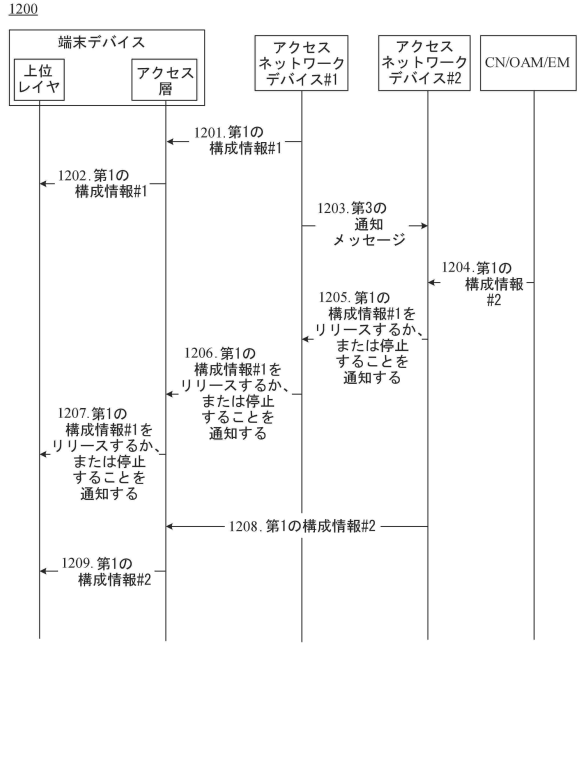 1200
端末デバイス
上位
レイヤ
アクセス
層
アクセス
ネットワーク
デバイス#1
アクセス
ネットワーク
デバイス#2
CN/OAM/EM
1201.第1の
構成情報#1
1202.第1の
構成情報#1
1203.第3の
通知
メッセージ
1204.第1の
構成情報
#2
1205.第1の
構成情報#1を
リリースするか、
または停止
することを
通知する
1206.第1の
構成情報#1を
リリースするか、
または停止
することを
通知する
1207.第1の
構成情報#1を
リリースするか、
または停止
することを
通知する
1208.第1の構成情報#2
1209.第1の
構成情報#2